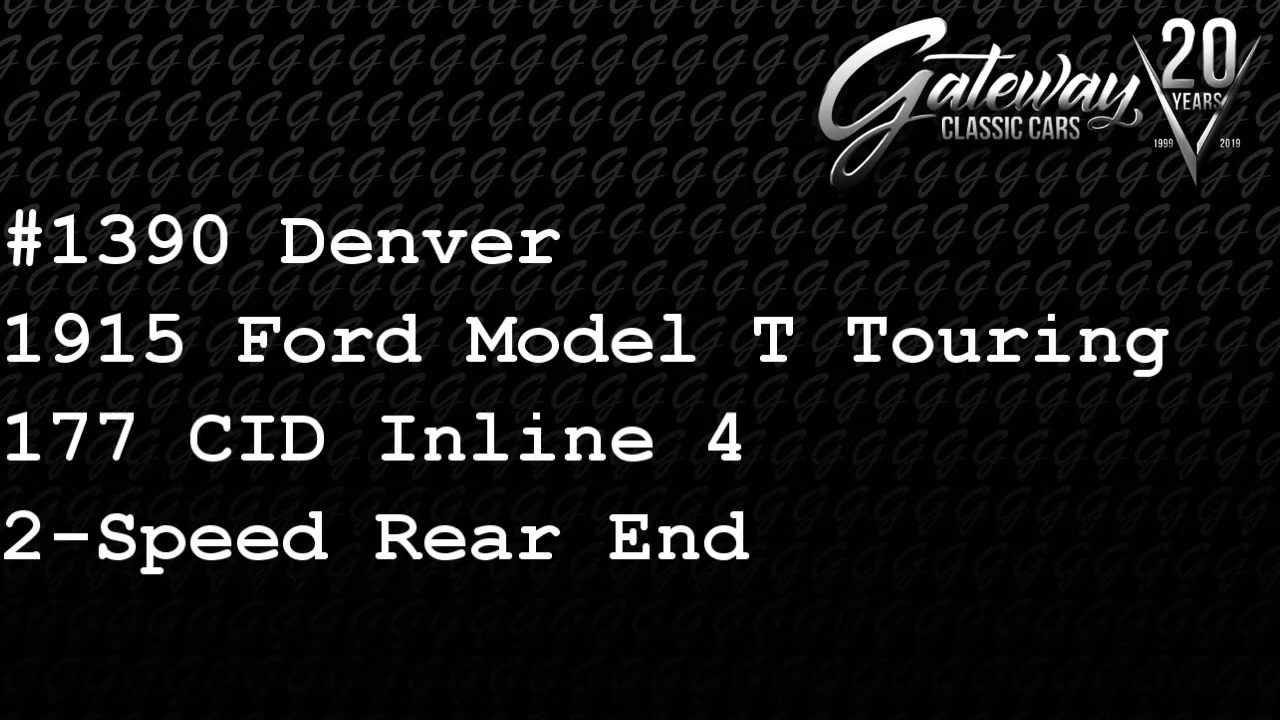 Gateway
CLASSIC CARS
20
YEARS
1999 2019
#1390 Denver
1915 Ford Model T Touring
177 CID Inline 4
2-Speed Rear End